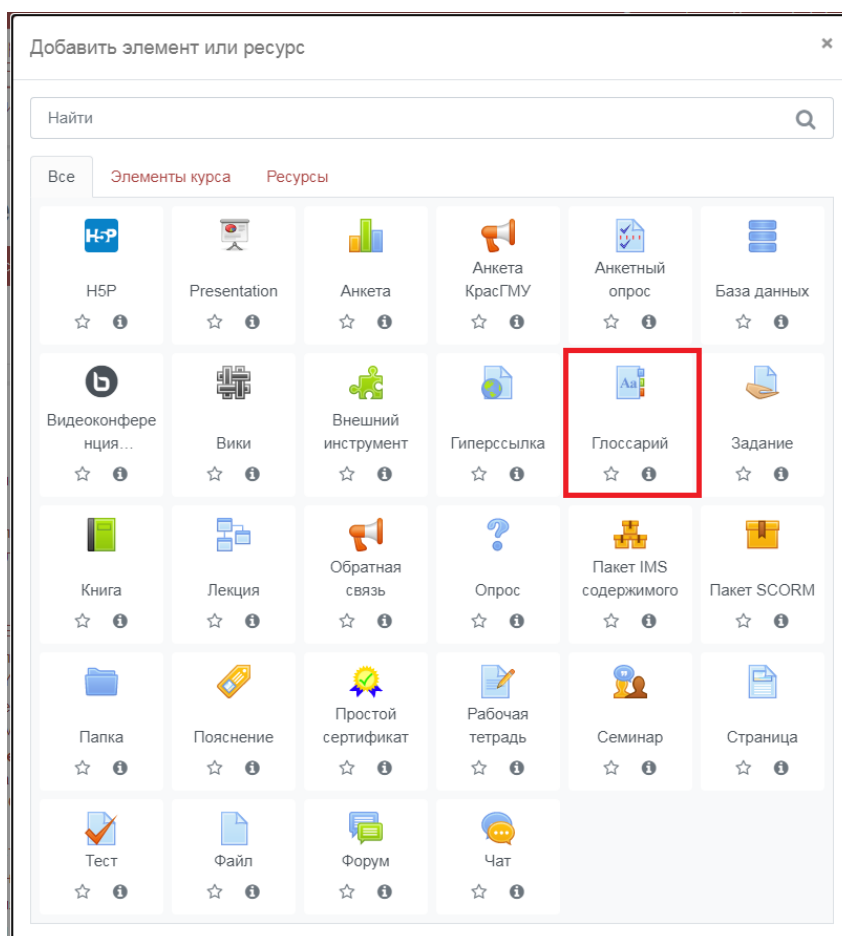 Добавить элемент или ресурс
Найти
Все Элементы курса Ресурсы
H5P
H5P Presentation Анкета Анкета КрасГМУ Анкетный опрос База данных
Aa
Видеоконференция... Вики Внешний инструмент Гиперссылка Глоссарий Задание
Книга Лекция Обратная связь Опрос Пакет IMS содержимого Пакет SCORM
Папка Пояснение Простой сертификат Рабочая тетрадь Семинар Страница
Тест Файл Форум Чат